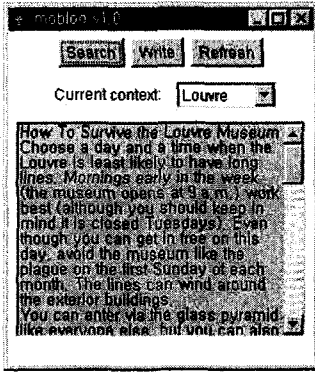 moblog v1.0
Search Write Refresh
Current context: Louvre
How To Survive the Louvre Museum
Choose a day and a time when the
Louvre is least likely to have long
lines. Mornings early in the week
(the museum opens at 9 a.m.) work
best (although you should keep in
mind it is closed Tuesdays). Even
though you can get in free on this
day, avoid the museum like the
plague on the first Sunday of each
month. The lines can wind around
the exterior buildings.
You can anter via the glass pyramid
like everyone else, but you can also